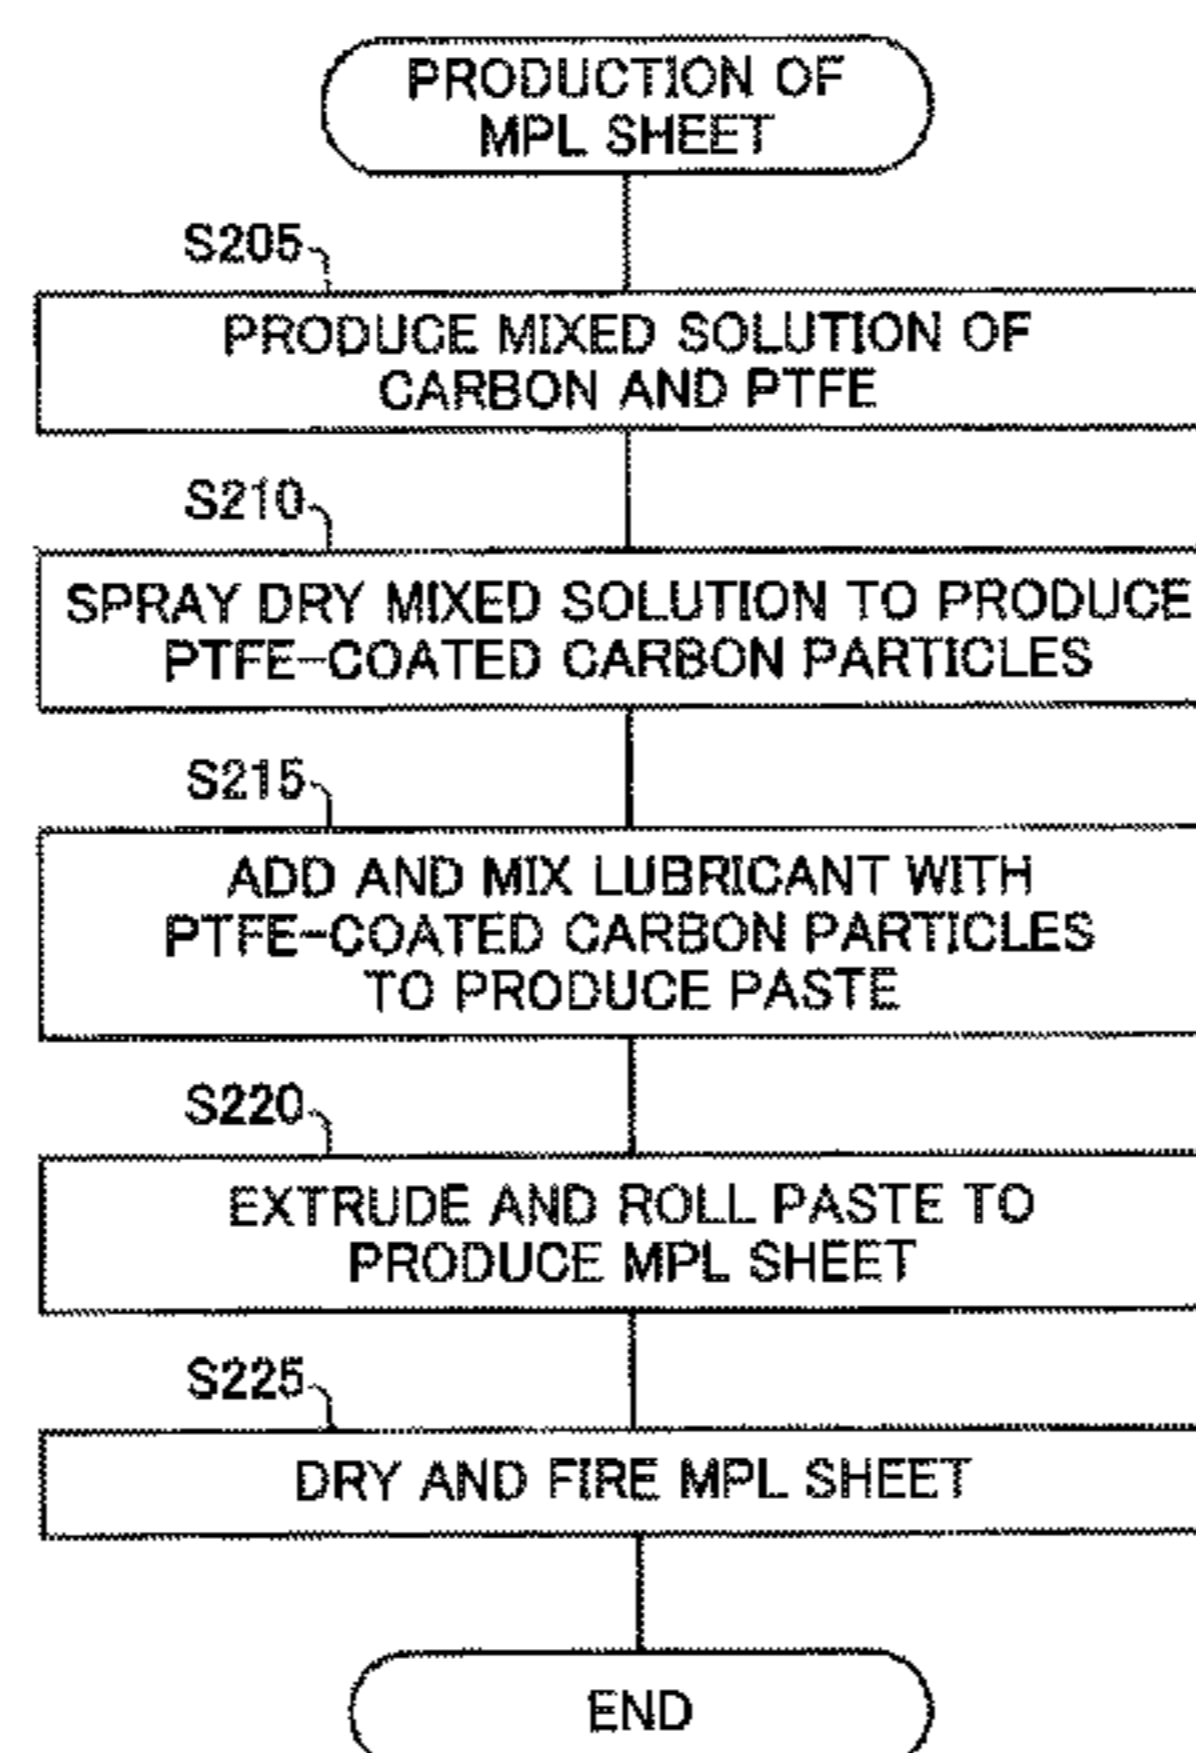 PRODUCTION OF
MPL SHEET
S205
PRODUCE MIXED SOLUTION OF
CARBON AND PTFE
S210
SPRAY DRY MIXED SOLUTION TO PRODUCE
PTFE-COATED CARBON PARTICLES
S215
ADD AND MIX LUBRICANT WITH
PTFE-COATED CARBON PARTICLES
TO PRODUCE PASTE
S220
EXTRUDE AND ROLL PASTE TO
PRODUCE MPL SHEET
S225
DRY AND FIRE MPL SHEET
END